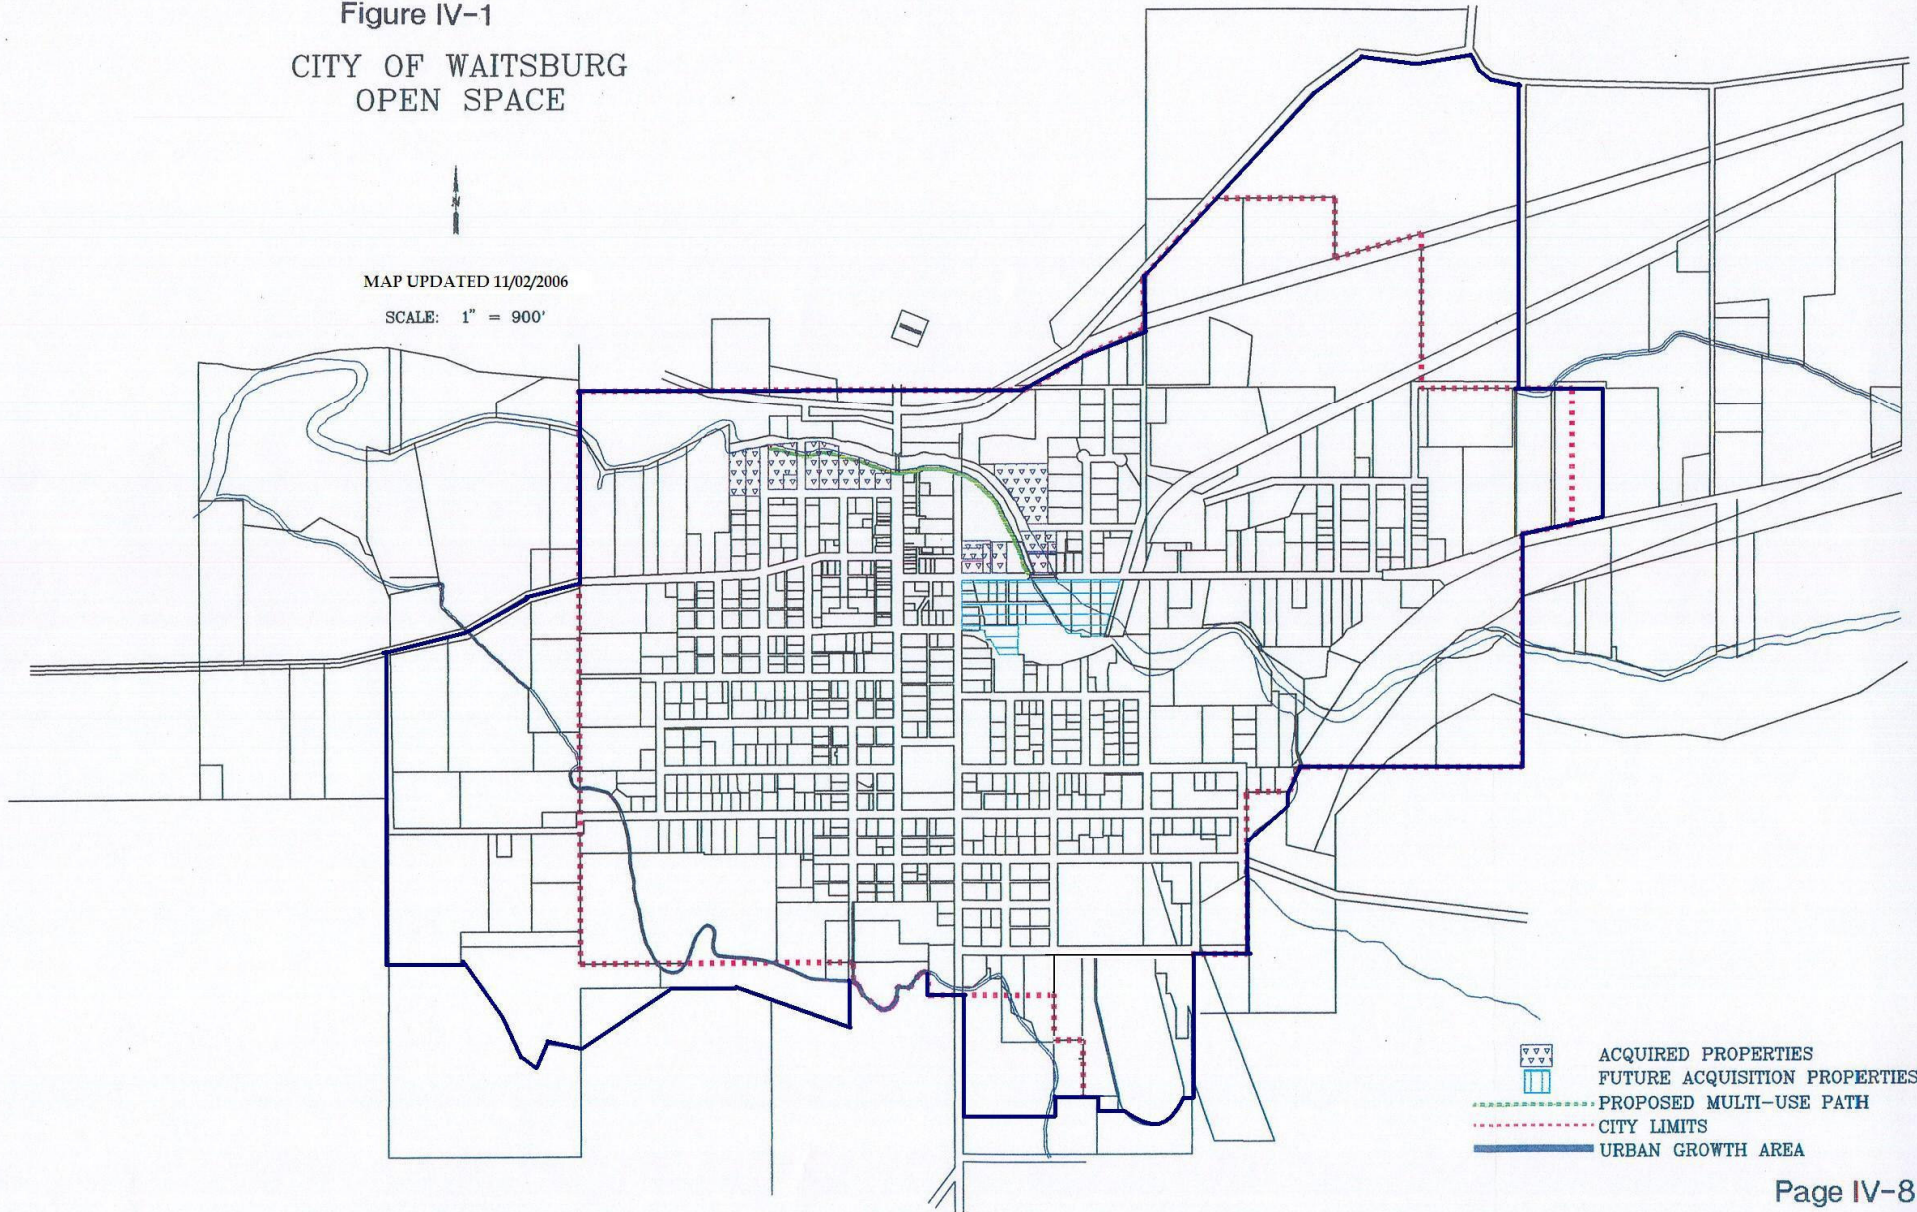 Figure IV-1
CITY OF WAITSBURG
OPEN SPACE
N
MAP UPDATED 11/02/2006
SCALE: 1" = 900'
ACQUIRED PROPERTIES
FUTURE ACQUISITION PROPERTIES
PROPOSED MULTI-USE PATH
CITY LIMITS
URBAN GROWTH AREA
Page IV-8